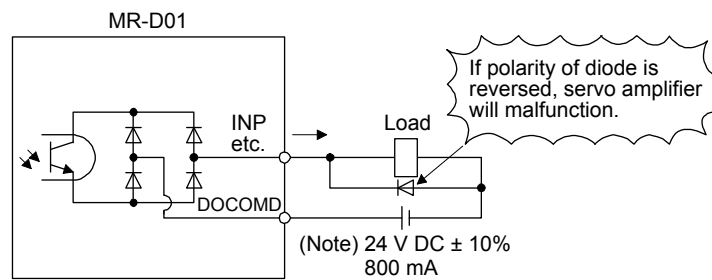 MR-D01
If polarity of diode is
reversed, servo amplifier
will malfunction.
INP
etc.
Load
DOCOMD
(Note) 24 V DC ± 10%
800 mA